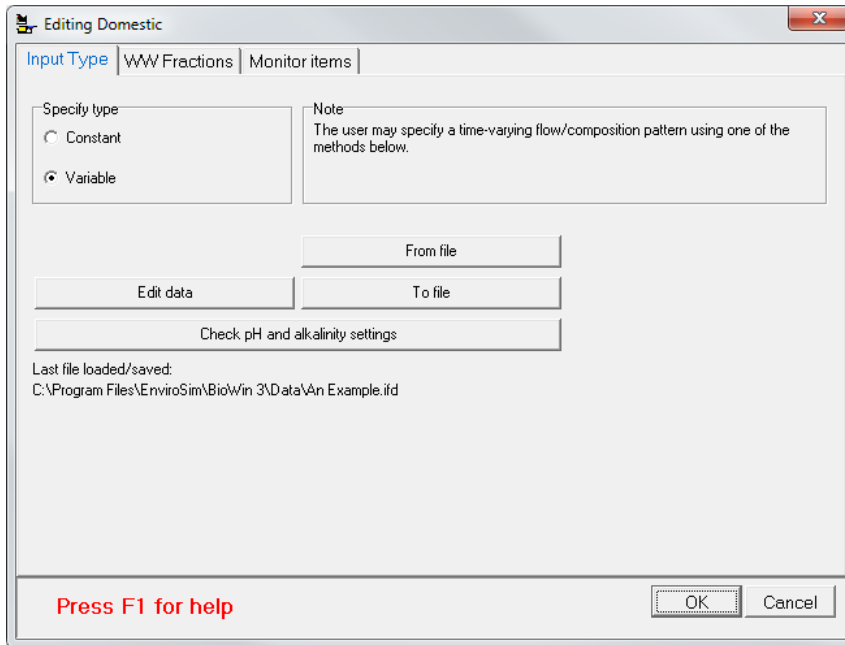 Editing Domestic
Input Type WW Fractions Monitor items
Specify type
Constant
Variable
Note
The user may specify a time-varying flow/composition pattern using one of the
methods below.
From file
Edit data To file
Check pH and alkalinity settings
Last file loaded/saved:
C:\Program Files\EnviroSim\BioWin 3\Data\An Example.ifd
Press F1 for help
OK Cancel